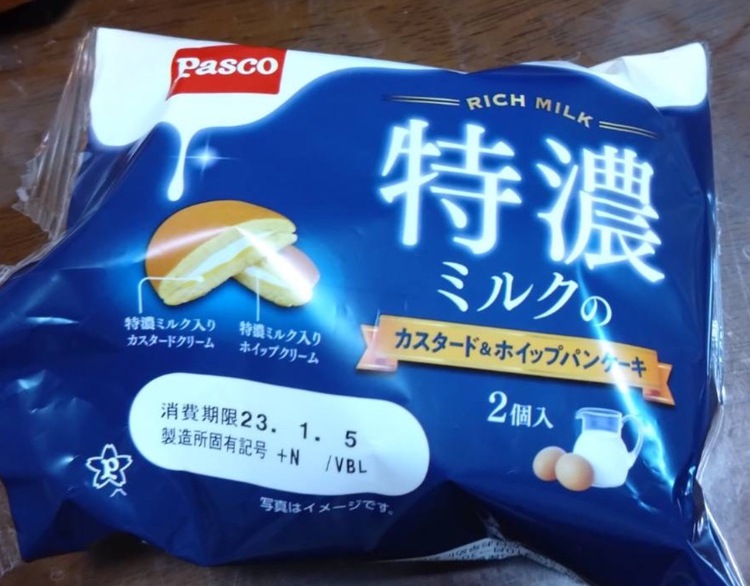 Pasco
RICH MILK
特濃
ミルクの
カスタード&ホイップパンケーキ
2個入
特濃ミルク入り
カスタードクリーム
特濃ミルク入り
ホイップクリーム
消費期限23. 1. 5
製造所固有記号 +N /VBL
写真はイメージです。